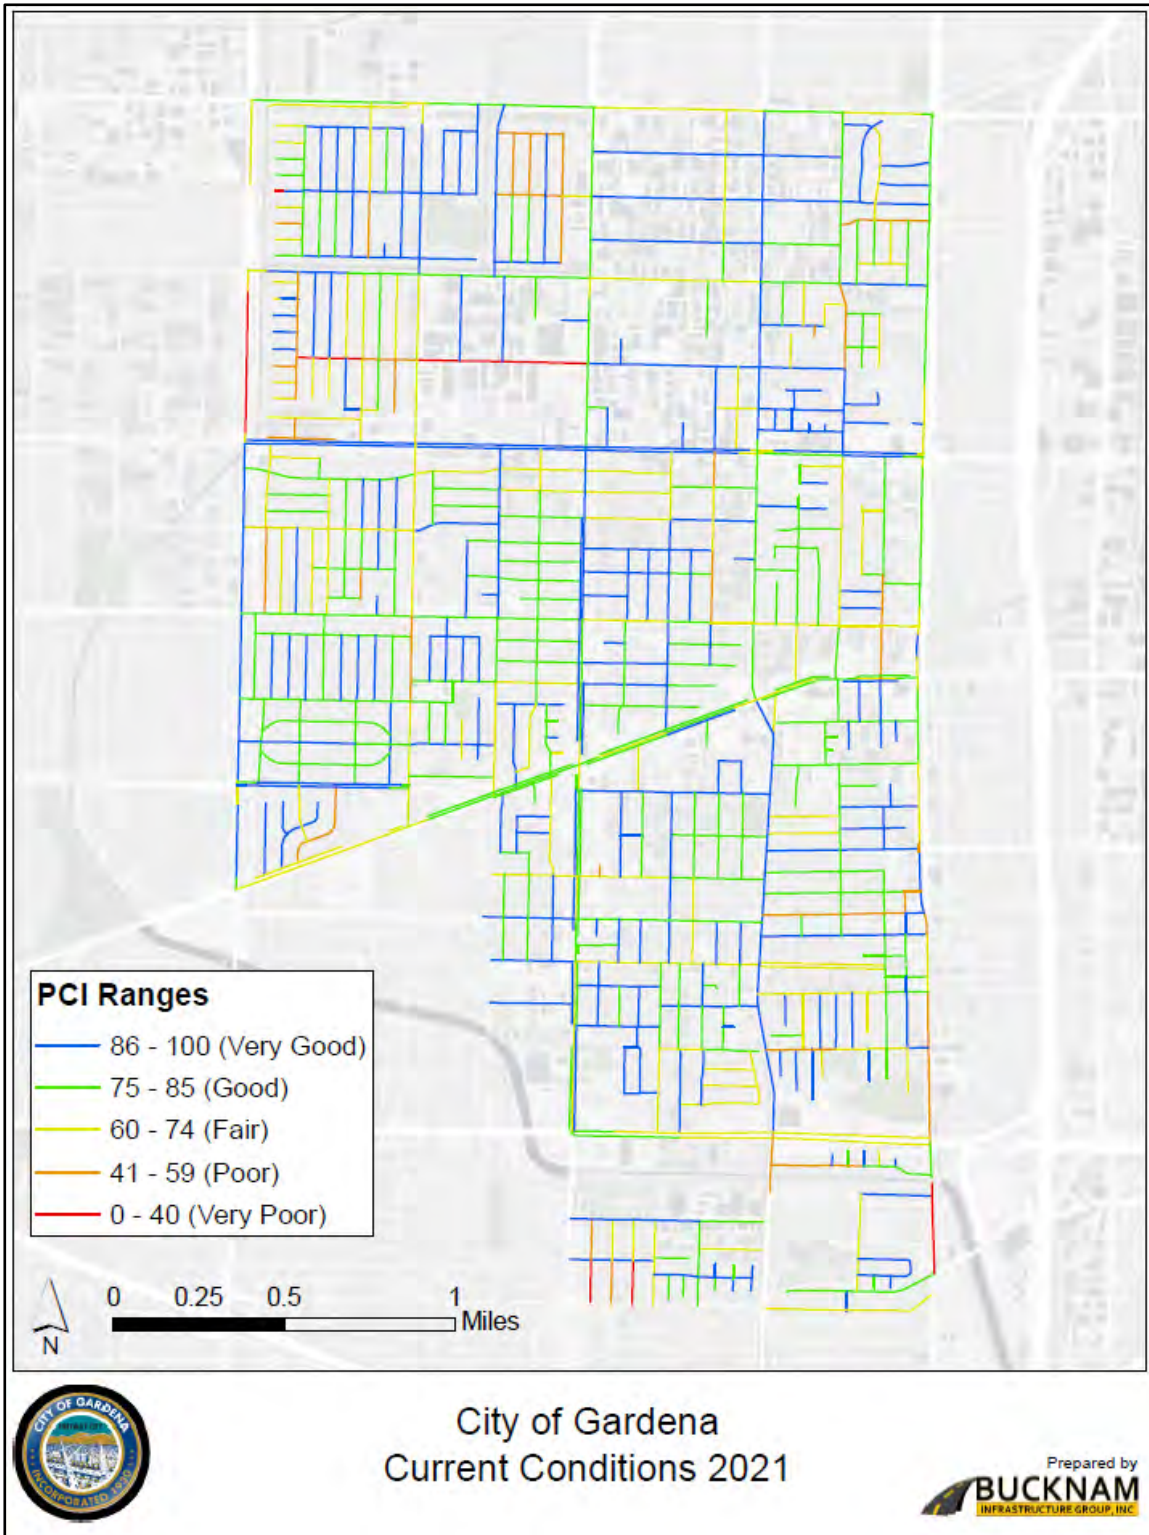 PCI Ranges
86 - 100 (Very Good)
75 - 85 (Good)
60 - 74 (Fair)
41 - 59 (Poor)
0 - 40 (Very Poor)
0 0.25 0.5 1
Miles
N
CITY OF GARDENA
INCORPORATED 1930
City of Gardena
Current Conditions 2021
Prepared by
BUCKNAM
INFRASTRUCTURE GROUP, INC